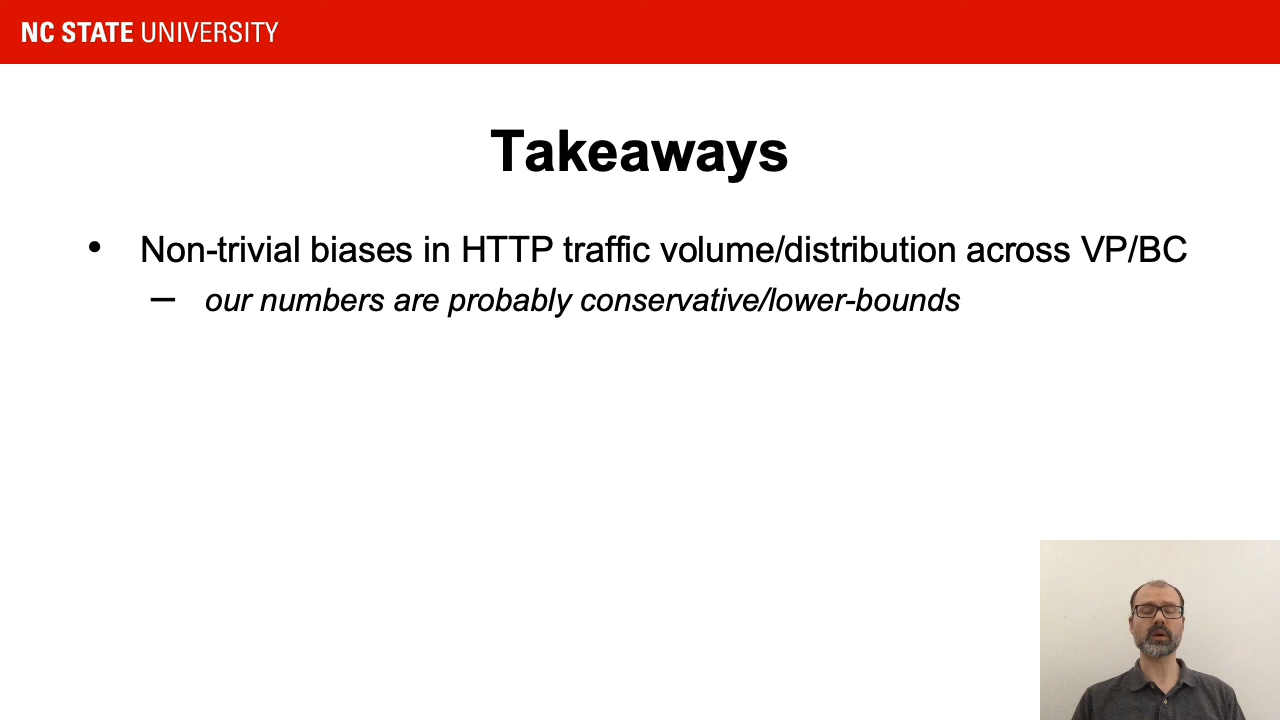 NC STATE UNIVERSITY
Takeaways
• Non-trivial biases in HTTP traffic volume/distribution across VP/BC
– our numbers are probably conservative/lower-bounds